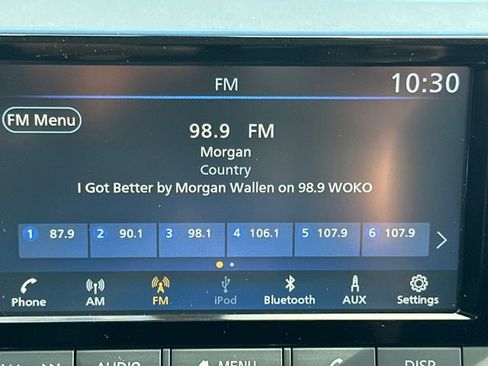 FM 10:30
FM Menu
98.9 FM
Morgan
Country
I Got Better by Morgan Wallen on 98.9 WOKO
1 87.9 2 90.1 3 98.1 4 106.1 5 107.9 6 107.9
Phone AM FM iPod Bluetooth AUX Settings
AUDIO MENU DISP